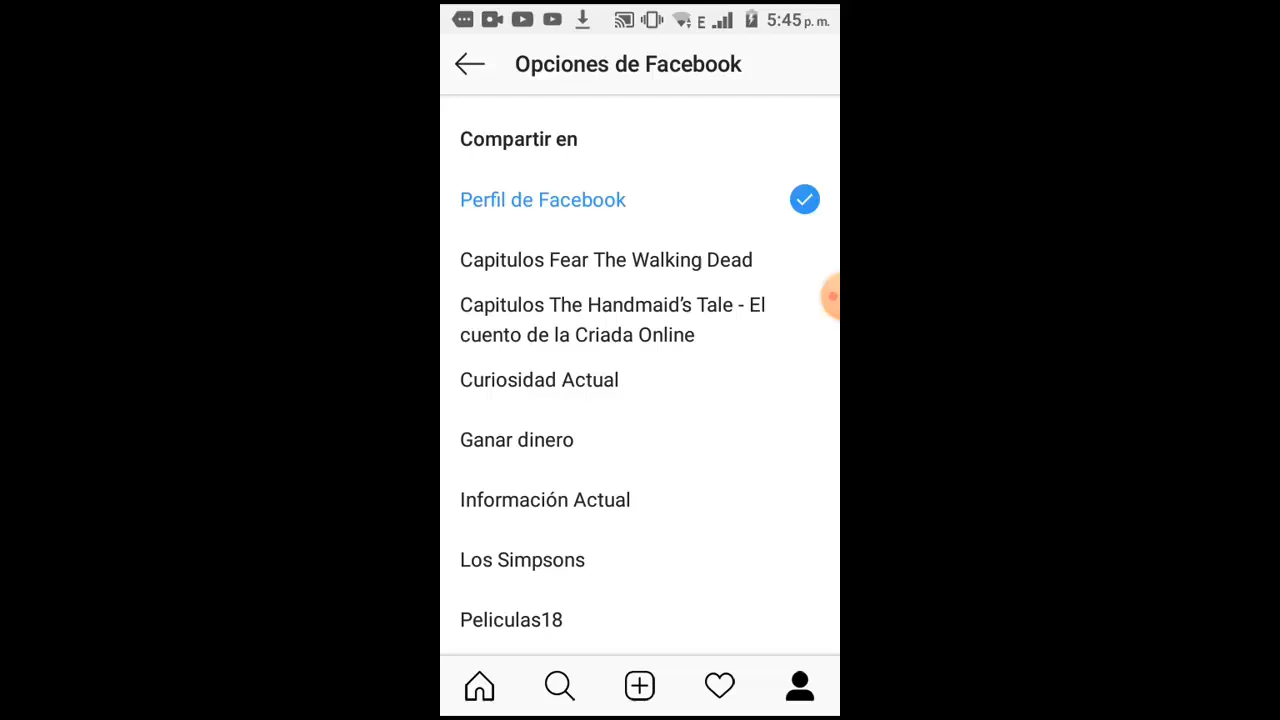 E 5:45 p. m.
Opciones de Facebook
Compartir en
Perfil de Facebook
Capitulos Fear The Walking Dead
Capitulos The Handmaid's Tale - El
cuento de la Criada Online
Curiosidad Actual
Ganar dinero
Información Actual
Los Simpsons
Peliculas18